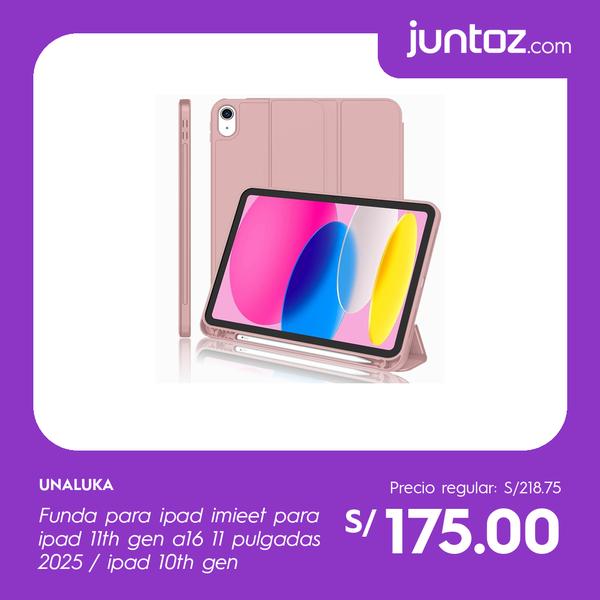 juntoz.com
UNALUKA
Funda para ipad imieet para
ipad 11th gen a16 11 pulgadas
2025 / ipad 10th gen
Precio regular: S/218.75
S/ 175.00